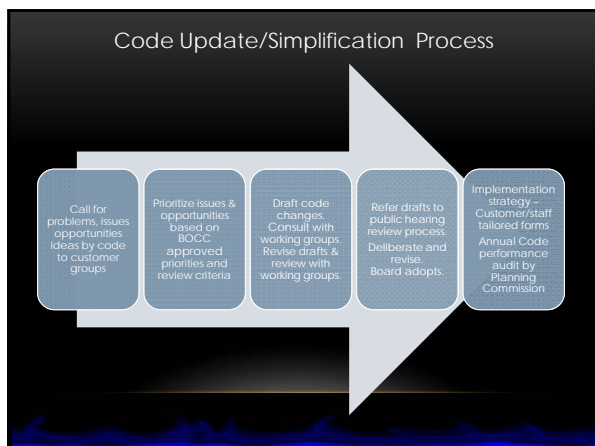 Code Update/Simplification Process
Call for
problems, issues
opportunities
ideas by code
to customer
groups
Prioritize issues &
opportunities
based on
BOCC
approved
priorities and
review criteria
Draft code
changes.
Consult with
working groups.
Revise drafts &
review with
working groups.
Refer drafts to
public hearing
review process.
Deliberate and
revise.
Board adopts.
Implementation
strategy –
Customer/staff
tailored forms
Annual Code
performance
audit by
Planning
Commission